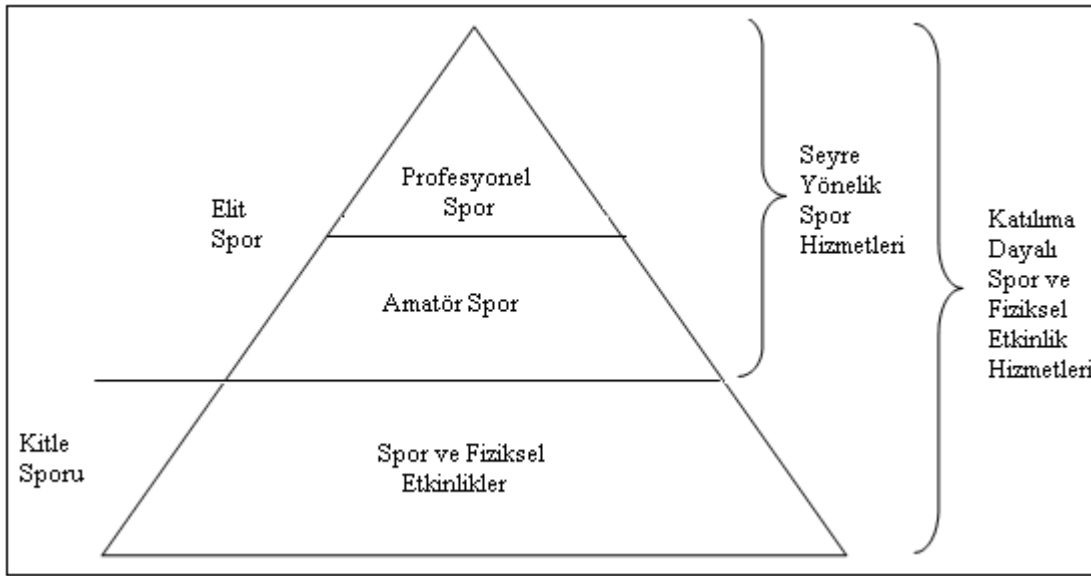 Profesyonel
Spor
Elit
Spor
Amatör Spor
Kitle
Sporu
Spor ve Fiziksel
Etkinlikler
Seyre
Yönelik
Spor
Hizmetleri
Katılıma
Dayalı
Spor ve
Fiziksel
Etkinlik
Hizmetleri